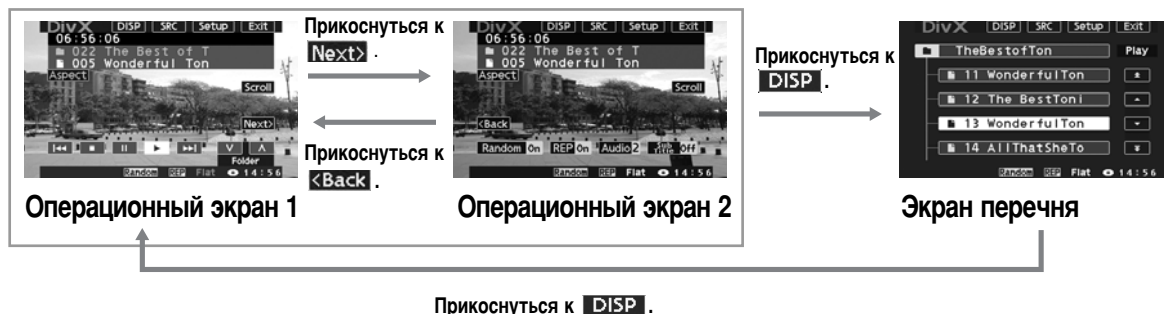 DivX DISP SRC Setup Exit
06:56:06
022 The Best of T
005 Wonderful Ton
Aspect
Scroll
Next>
Folder
Random REP Flat 14:56
Операционный экран 1
Прикоснуться к
Next> .
Прикоснуться к
<Back .
DivX DISP SRC Setup Exit
06:56:06
022 The Best of T
005 Wonderful Ton
Aspect
Scroll
<Back
Random On REP On Audio 2 Sub title Off
Random REP Flat 14:56
Операционный экран 2
Прикоснуться к
DISP .
DivX DISP SRC Setup Exit
TheBestofTon Play
11 WonderfulTon
12 The BestToni
13 WonderfulTon
14 AllThatSheTo
Random REP Flat 14:56
Экран перечня
Прикоснуться к DISP .